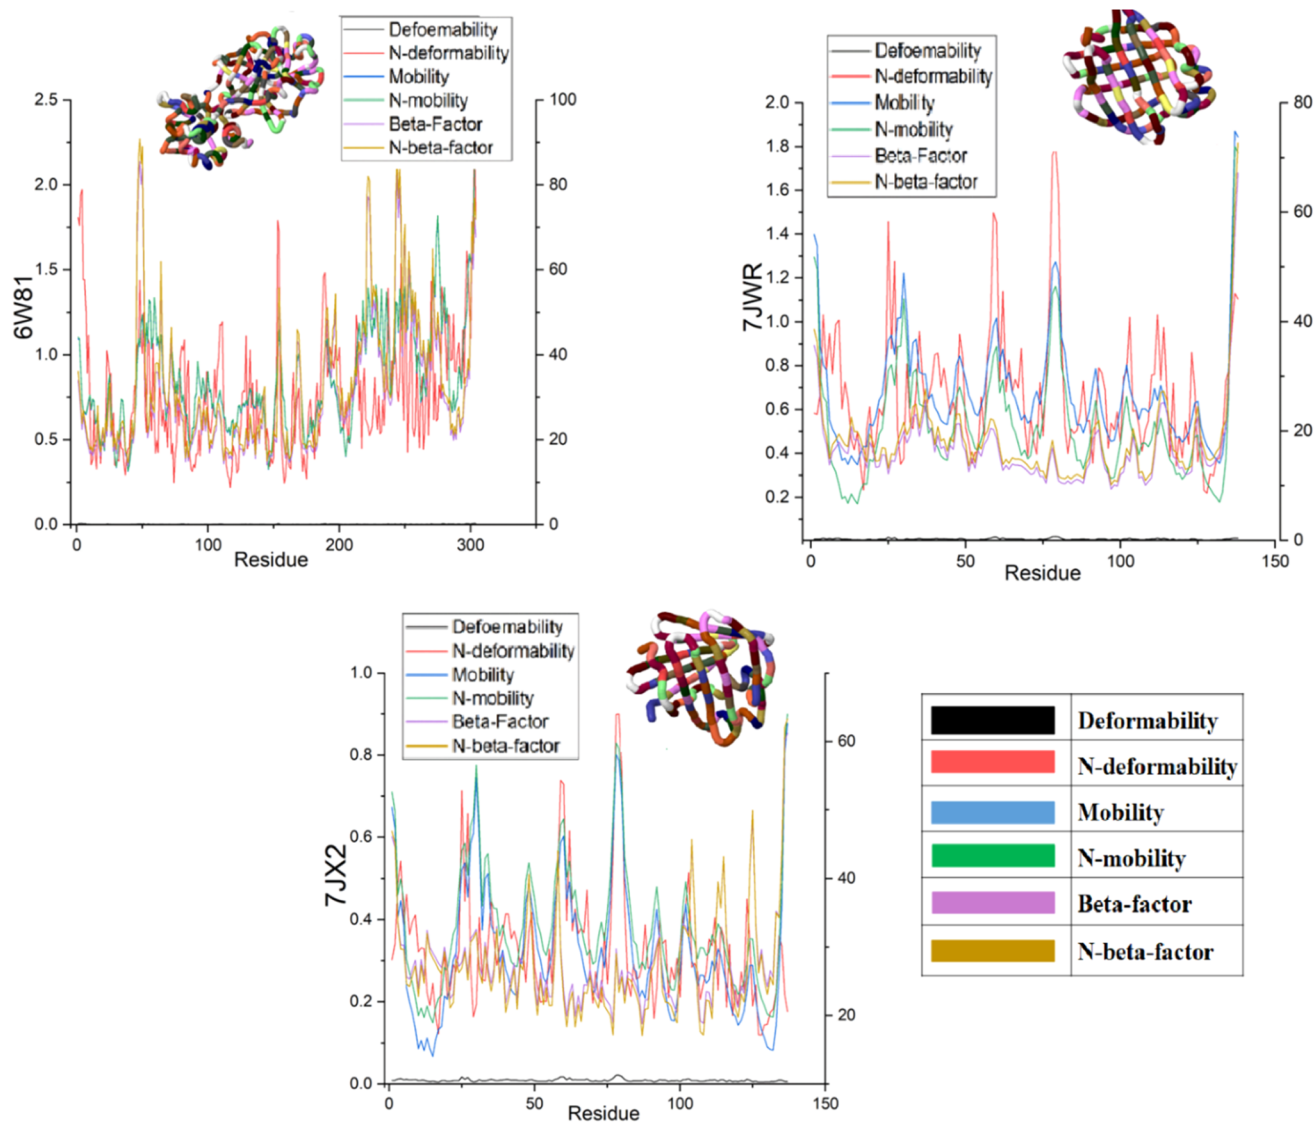 Defoemability
N-deformability
Mobility
N-mobility
Beta-Factor
N-beta-factor
6W81
2.5
2.0
1.5
1.0
0.5
0.0
100
80
60
40
20
0
0
100
200
300
Residue
Defoemability
N-deformability
Mobility
N-mobility
Beta-Factor
N-beta-factor
7JWR
2.0
1.8
1.6
1.4
1.2
1.0
0.8
0.6
0.4
0.2
80
60
40
20
0
0
50
100
150
Residue
Defoemability
N-deformability
Mobility
N-mobility
Beta-Factor
N-beta-factor
7JX2
1.0
0.8
0.6
0.4
0.2
0.0
60
40
20
0
50
100
150
Residue
Deformability
N-deformability
Mobility
N-mobility
Beta-factor
N-beta-factor